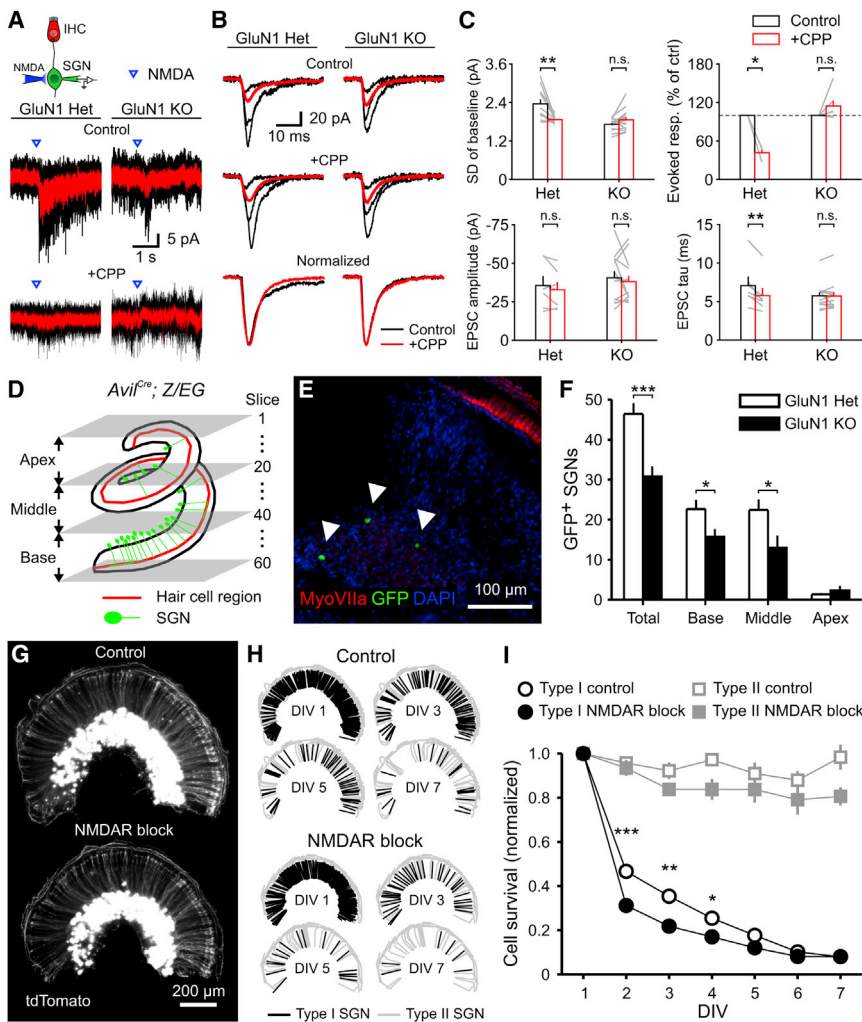 A
IHC
NMDA
SGN
NMDA
GluN1 Het
GluN1 KO
Control
5 pA
1 s
+CPP
B
GluN1 Het
GluN1 KO
Control
20 pA
10 ms
+CPP
Normalized
Control
+CPP
C
Control
+CPP
SD of baseline (pA)
3.6
2.4
1.2
0
**
n.s.
Het
KO
Evoked resp. (% of ctrl)
180
120
60
0
*
n.s.
Het
KO
EPSC amplitude (pA)
-75
-50
-25
0
n.s.
n.s.
Het
KO
EPSC tau (ms)
15
10
5
0
**
n.s.
Het
KO
D
Avil^Cre; Z/EG
Slice
1
20
40
60
Apex
Middle
Base
Hair cell region
SGN
E
MyoVIIa GFP DAPI
100 µm
F
GluN1 Het
GluN1 KO
GFP⁺ SGNs
50
40
30
20
10
0
***
*
*
Total
Base
Middle
Apex
G
Control
NMDAR block
tdTomato
200 µm
H
Control
DIV 1
DIV 3
DIV 5
DIV 7
NMDAR block
DIV 1
DIV 3
DIV 5
DIV 7
Type I SGN
Type II SGN
I
Type I control
Type II control
Type I NMDAR block
Type II NMDAR block
Cell survival (normalized)
1.0
0.8
0.6
0.4
0.2
0
***
**
*
1 2 3 4 5 6 7
DIV